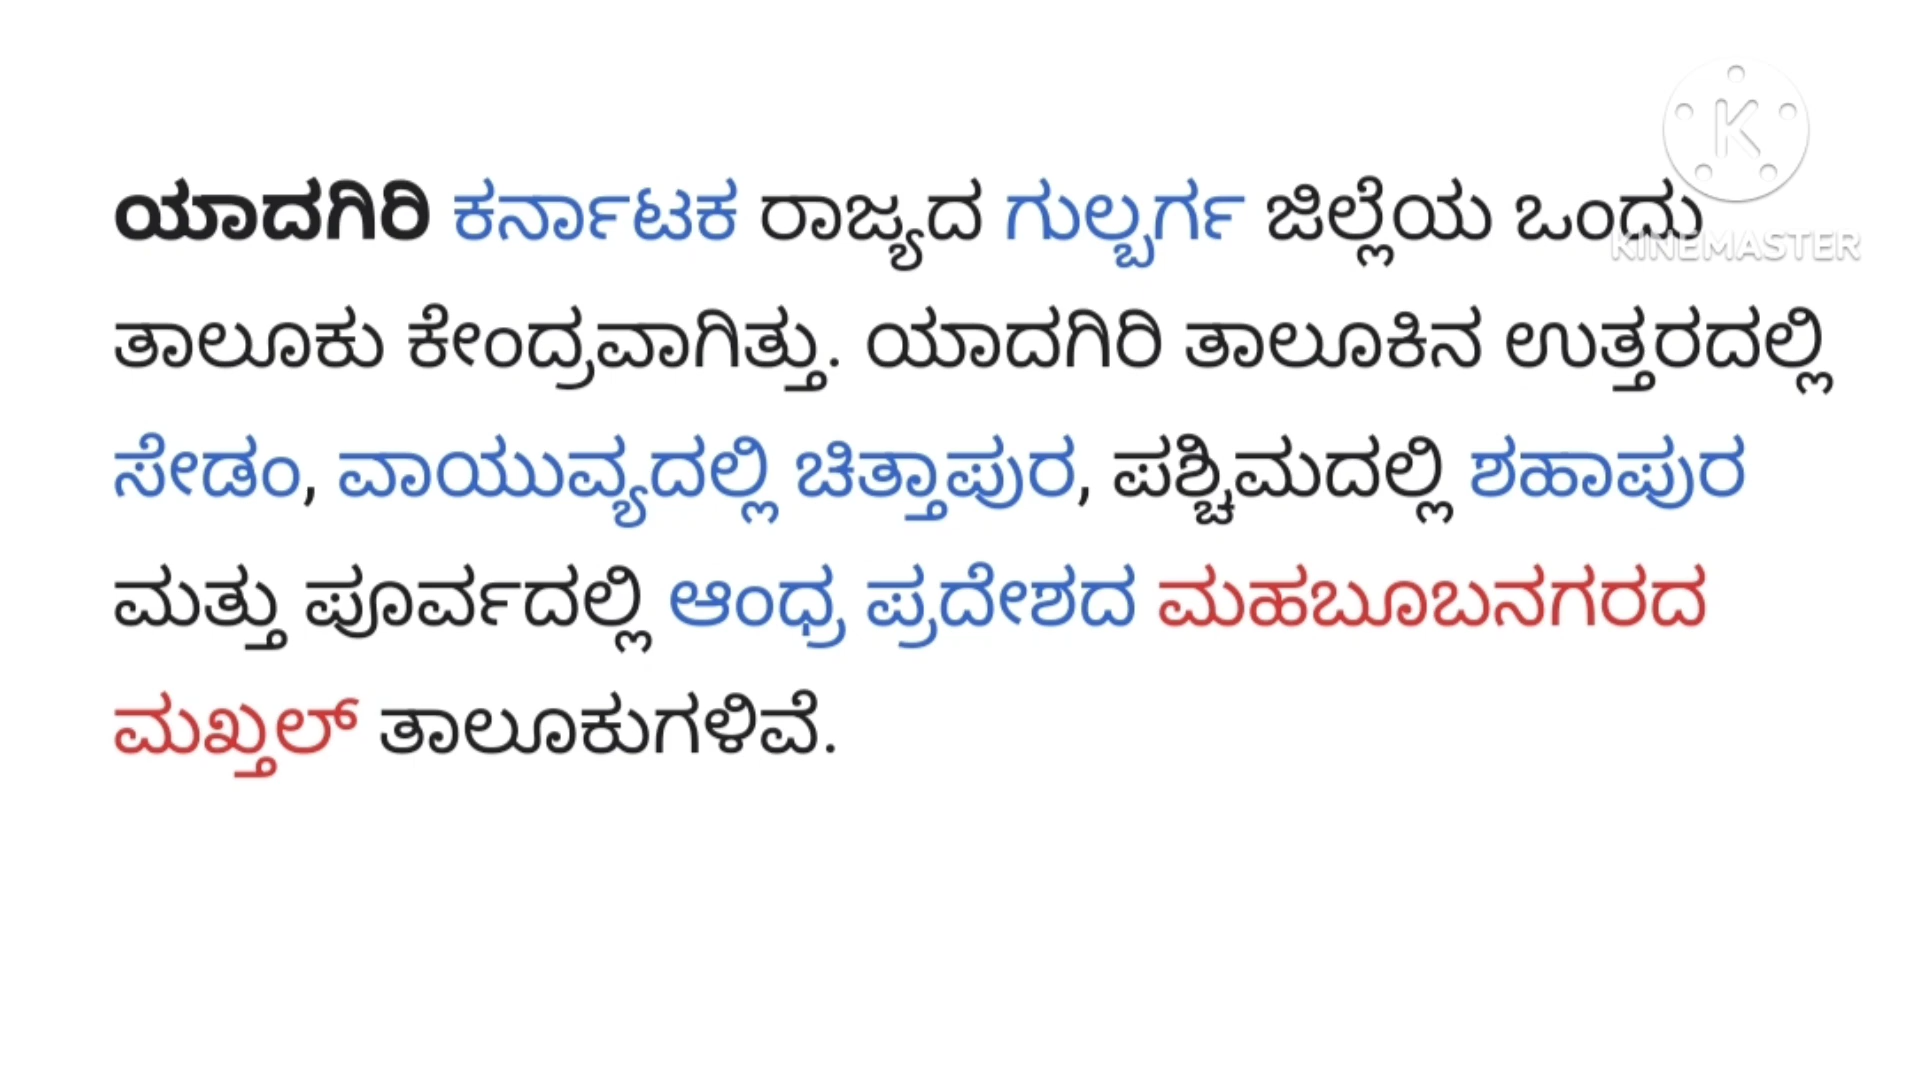 ಯಾದಗಿರಿ ಕರ್ನಾಟಕ ರಾಜ್ಯದ ಗುಲ್ಬರ್ಗ ಜಿಲ್ಲೆಯ ಒಂದು
ತಾಲೂಕು ಕೇಂದ್ರವಾಗಿತ್ತು. ಯಾದಗಿರಿ ತಾಲೂಕಿನ ಉತ್ತರದಲ್ಲಿ
ಸೇಡಂ, ವಾಯುವ್ಯದಲ್ಲಿ ಚಿತ್ತಾಪುರ, ಪಶ್ಚಿಮದಲ್ಲಿ ಶಹಾಪುರ
ಮತ್ತು ಪೂರ್ವದಲ್ಲಿ ಆಂಧ್ರ ಪ್ರದೇಶದ ಮಹಬೂಬನಗರದ
ಮಖ್ತಲ್ ತಾಲೂಕುಗಳಿವೆ.
K
KINEMASTER